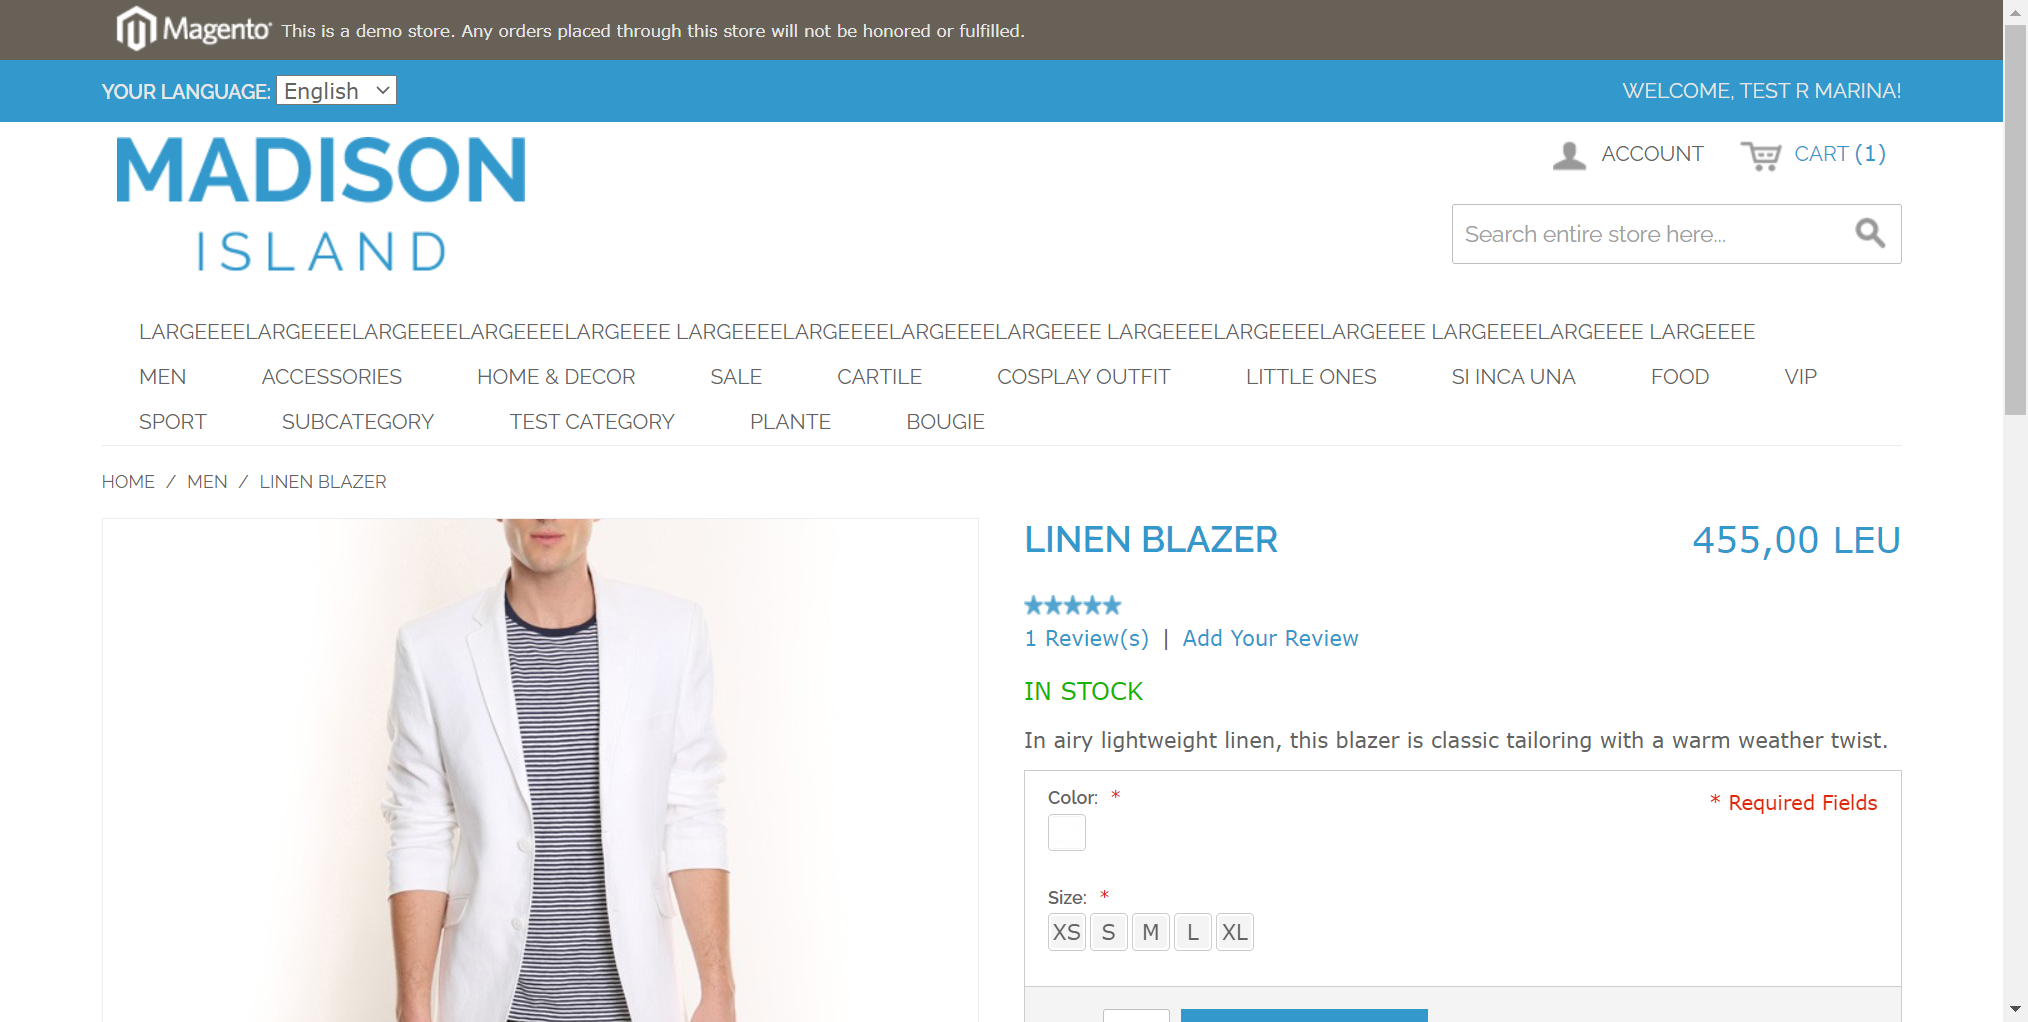 Magento® This is a demo store. Any orders placed through this store will not be honored or fulfilled.
YOUR LANGUAGE: English
WELCOME, TEST R MARINA!
MADISON
ISLAND
ACCOUNT
CART (1)
Search entire store here...
LARGEEEELARGEEEELARGEEEELARGEEEELARGEEEE LARGEEEELARGEEEELARGEEEELARGEEEE LARGEEEELARGEEEELARGEEEE LARGEEEELARGEEEE LARGEEEE
MEN ACCESSORIES HOME & DECOR SALE CARTILE COSPLAY OUTFIT LITTLE ONES SI INCA UNA FOOD VIP
SPORT SUBCATEGORY TEST CATEGORY PLANTE BOUGIE
HOME / MEN / LINEN BLAZER
LINEN BLAZER
455,00 LEU
1 Review(s) | Add Your Review
IN STOCK
In airy lightweight linen, this blazer is classic tailoring with a warm weather twist.
Color: *
* Required Fields
Size: *
XS S M L XL